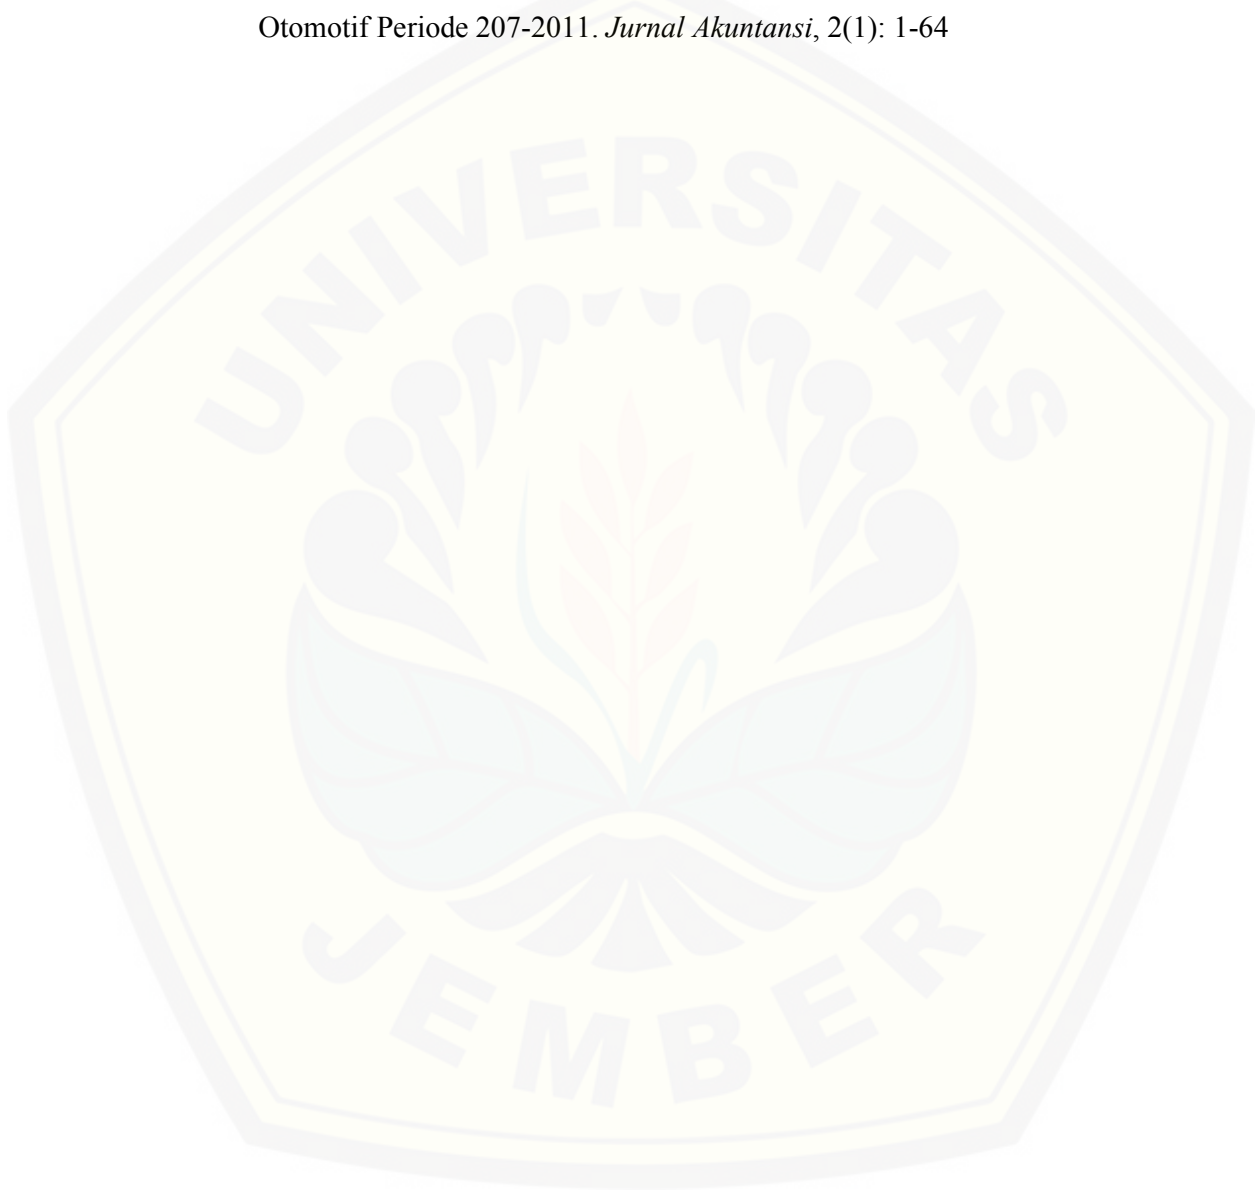 Otomotif Periode 207-2011. Jurnal Akuntansi, 2(1): 1-64
UNIVERSITAS
JEMBER